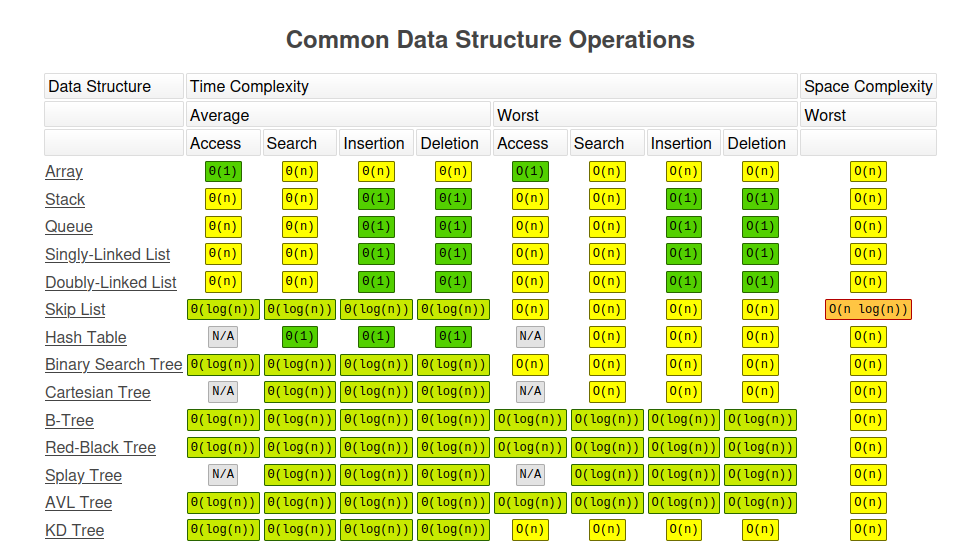 Common Data Structure Operations
Data Structure Time Complexity Space Complexity
Average Worst Worst
Access Search Insertion Deletion Access Search Insertion Deletion
Array Θ(1) Θ(n) Θ(n) Θ(n) O(1) O(n) O(n) O(n) O(n)
Stack Θ(n) Θ(n) Θ(1) Θ(1) O(n) O(n) O(1) O(1) O(n)
Queue Θ(n) Θ(n) Θ(1) Θ(1) O(n) O(n) O(1) O(1) O(n)
Singly-Linked List Θ(n) Θ(n) Θ(1) Θ(1) O(n) O(n) O(1) O(1) O(n)
Doubly-Linked List Θ(n) Θ(n) Θ(1) Θ(1) O(n) O(n) O(1) O(1) O(n)
Skip List Θ(log(n)) Θ(log(n)) Θ(log(n)) Θ(log(n)) O(n) O(n) O(n) O(n) O(n log(n))
Hash Table N/A Θ(1) Θ(1) Θ(1) N/A O(n) O(n) O(n) O(n)
Binary Search Tree Θ(log(n)) Θ(log(n)) Θ(log(n)) Θ(log(n)) O(n) O(n) O(n) O(n) O(n)
Cartesian Tree N/A Θ(log(n)) Θ(log(n)) Θ(log(n)) N/A O(n) O(n) O(n) O(n)
B-Tree Θ(log(n)) Θ(log(n)) Θ(log(n)) Θ(log(n)) O(log(n)) O(log(n)) O(log(n)) O(log(n)) O(n)
Red-Black Tree Θ(log(n)) Θ(log(n)) Θ(log(n)) Θ(log(n)) O(log(n)) O(log(n)) O(log(n)) O(log(n)) O(n)
Splay Tree N/A Θ(log(n)) Θ(log(n)) Θ(log(n)) N/A O(log(n)) O(log(n)) O(log(n)) O(n)
AVL Tree Θ(log(n)) Θ(log(n)) Θ(log(n)) Θ(log(n)) O(log(n)) O(log(n)) O(log(n)) O(log(n)) O(n)
KD Tree Θ(log(n)) Θ(log(n)) Θ(log(n)) Θ(log(n)) O(n) O(n) O(n) O(n) O(n)